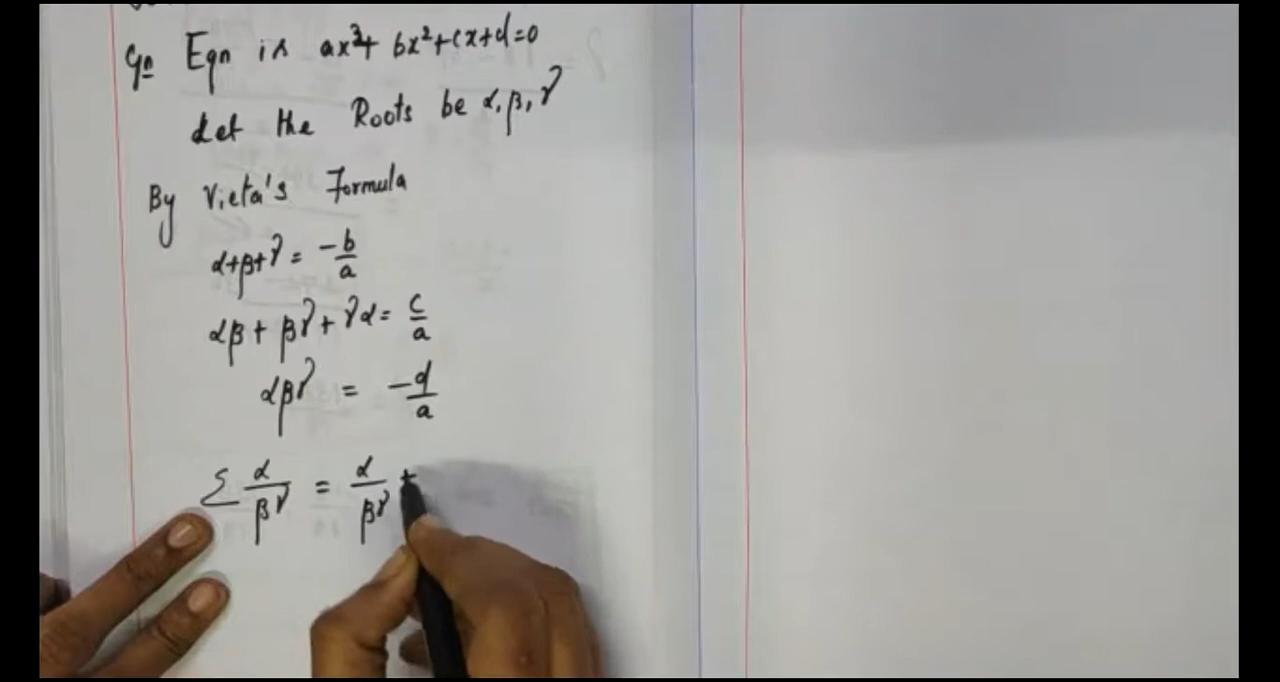 Gn Eqn is ax³+ bx²+cx+d=0
Let the Roots be α, β, γ
By Vieta's Formula
α+β+γ = -b/a
αβ + βγ + γα = c/a
αβγ = -d/a
Σ α/βγ = α/βγ +